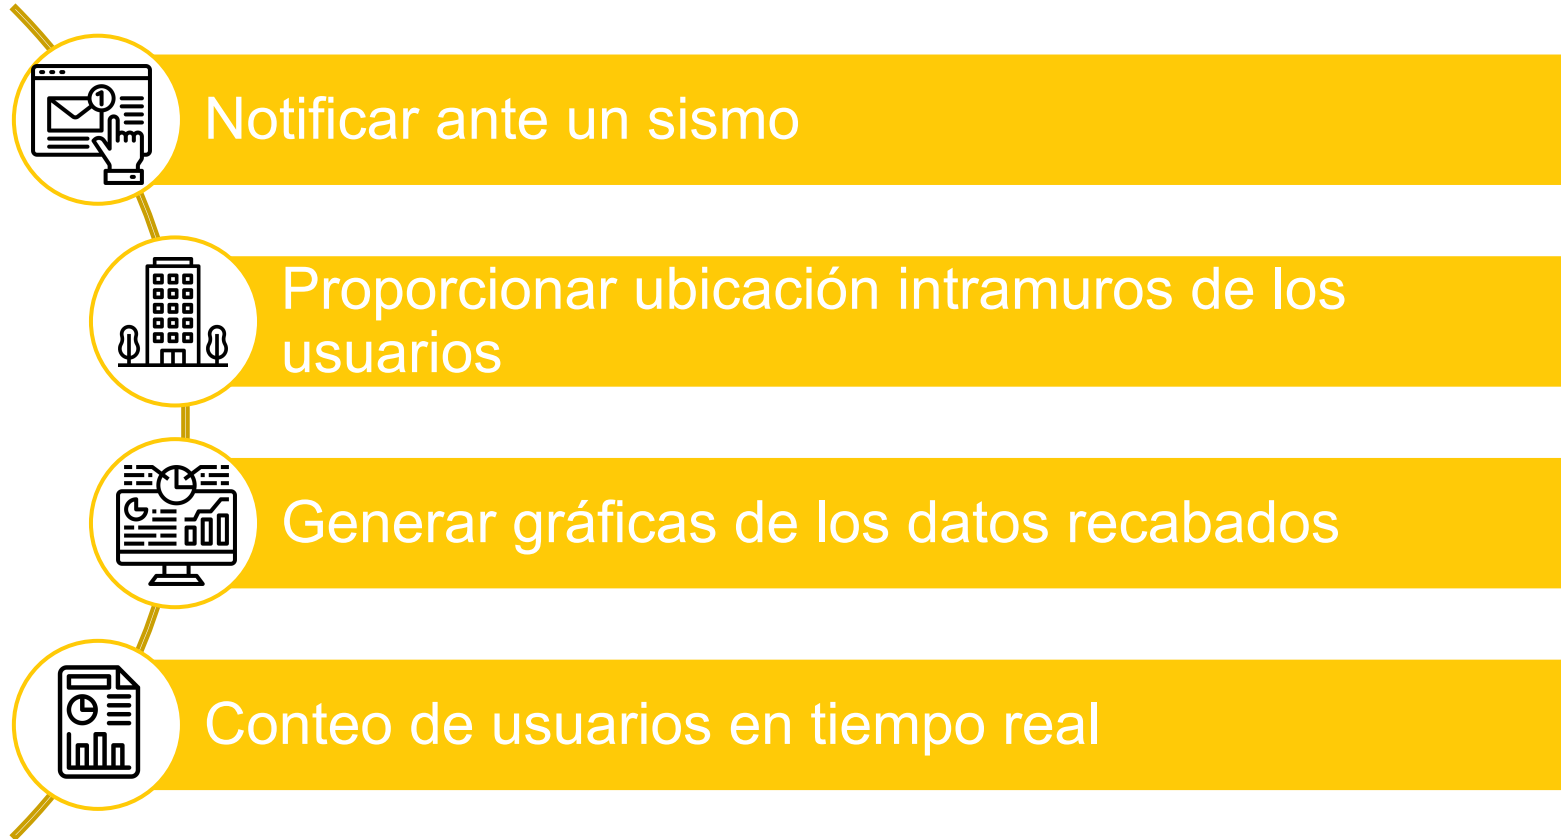 1
Notificar ante un sismo
Proporcionar ubicación intramuros de los
usuarios
Generar gráficas de los datos recabados
Conteo de usuarios en tiempo real